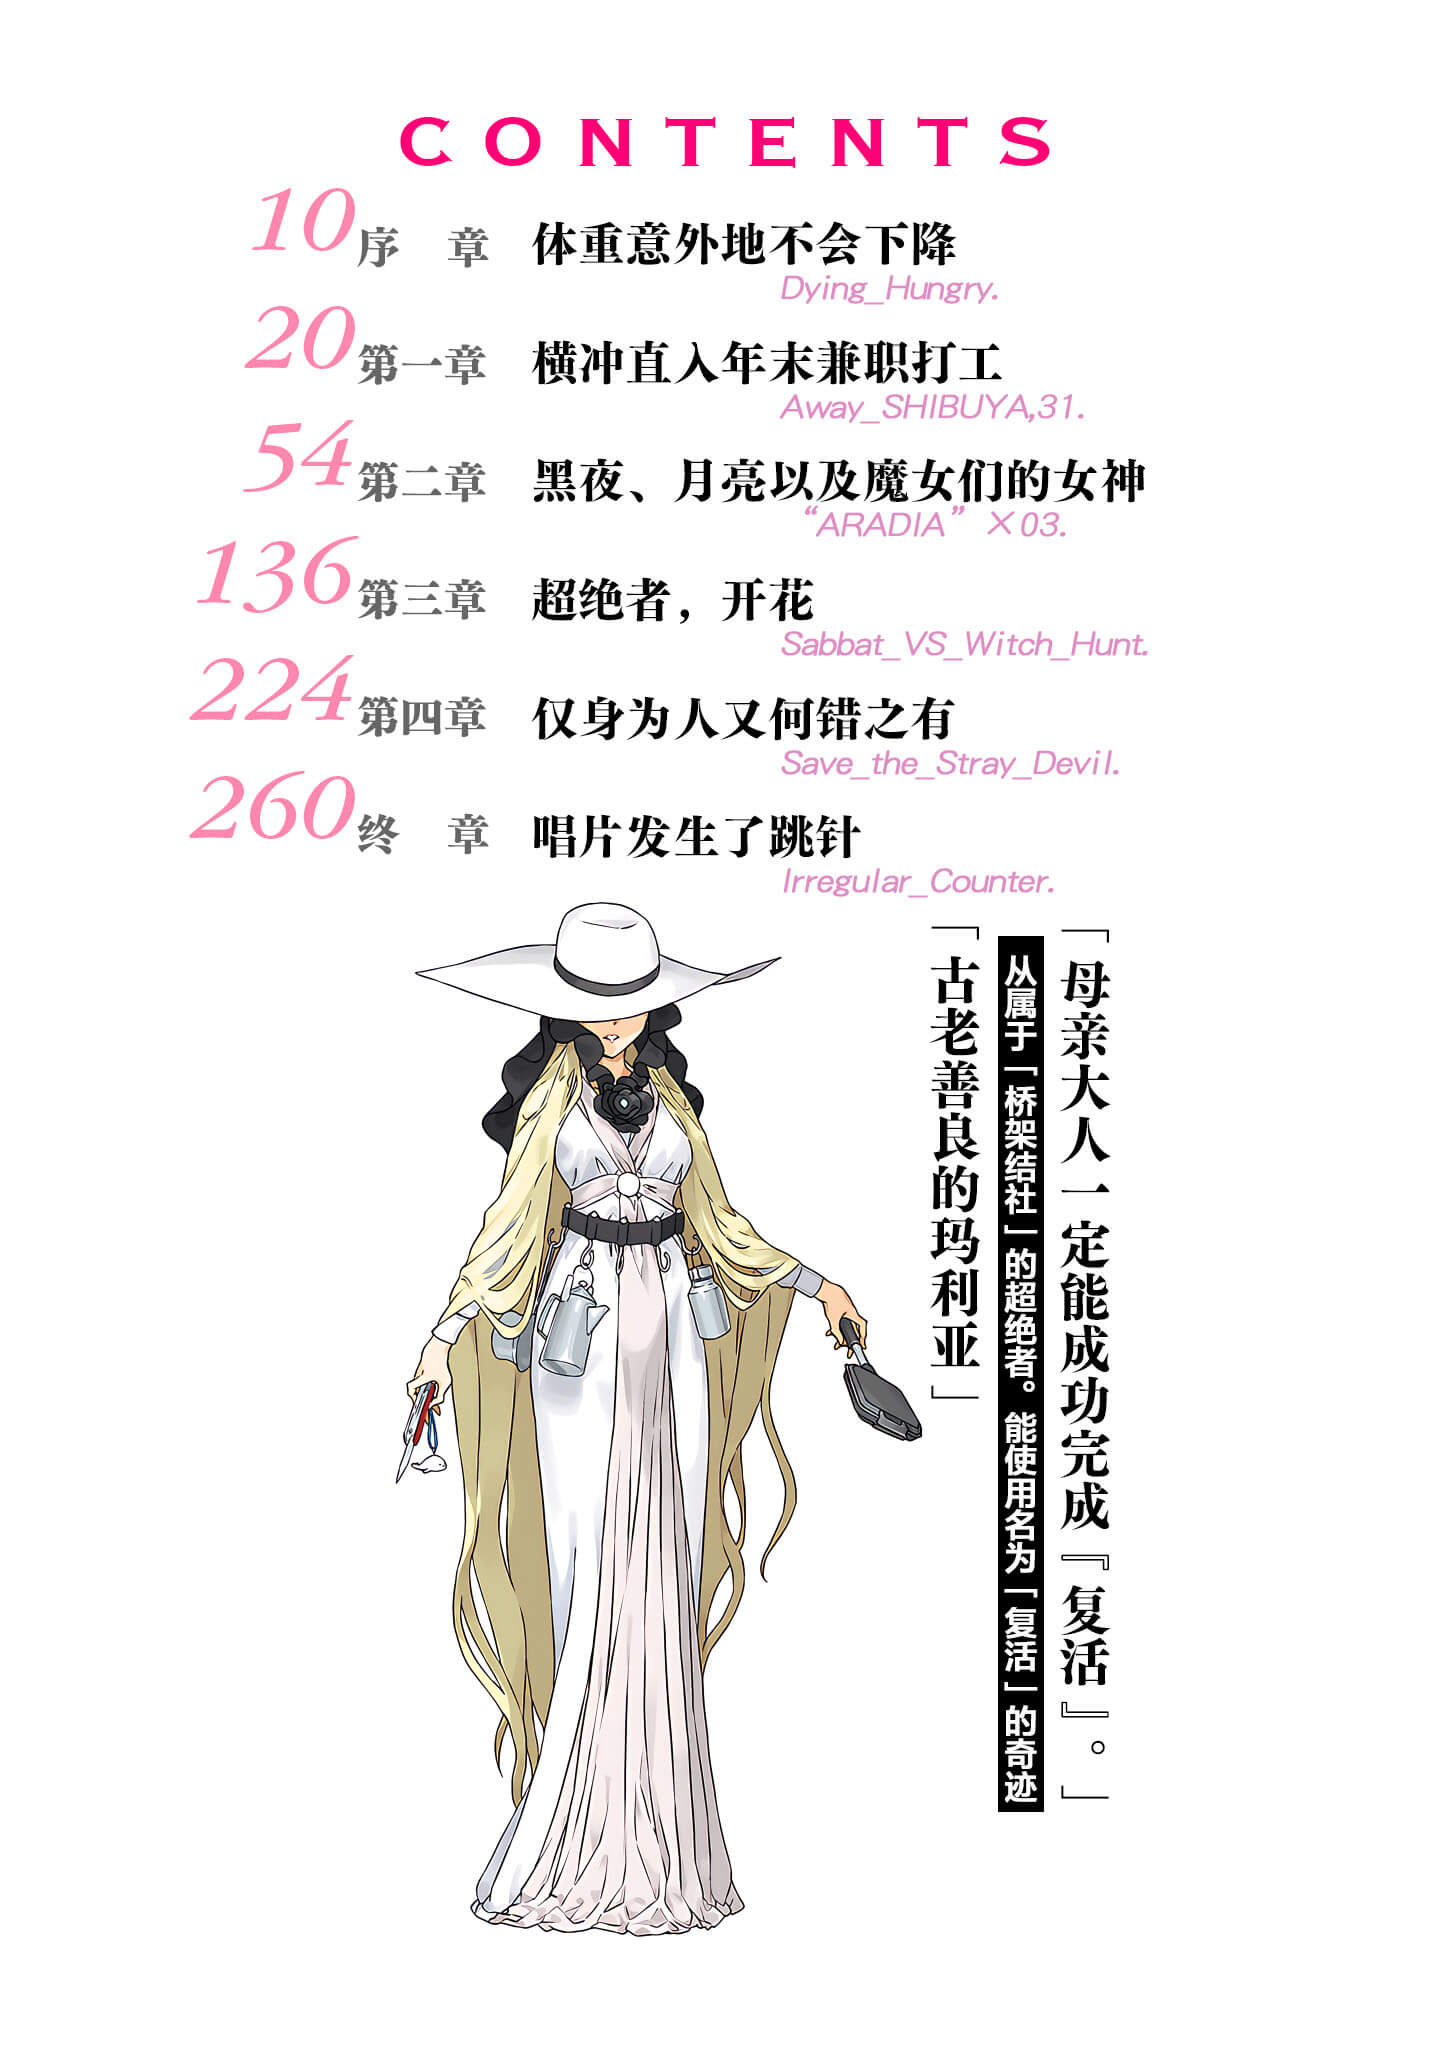 CONTENTS
10 序 章 体重意外地不会下降
Dying_Hungry.
20 第一章 横冲直入年末兼职打工
Away_SHIBUYA,31.
54 第二章 黑夜、月亮以及魔女们的女神
“ARADIA”×03.
136 第三章 超绝者，开花
Sabbat_VS_Witch_Hunt.
224 第四章 仅身为人又何错之有
Save_the_Stray_Devil.
260 终 章 唱片发生了跳针
Irregular_Counter.
「母亲大人一定能成功完成『复活』。」
从属于「桥架结社」的超绝者。能使用名为「复活」的奇迹
「古老善良的玛利亚」